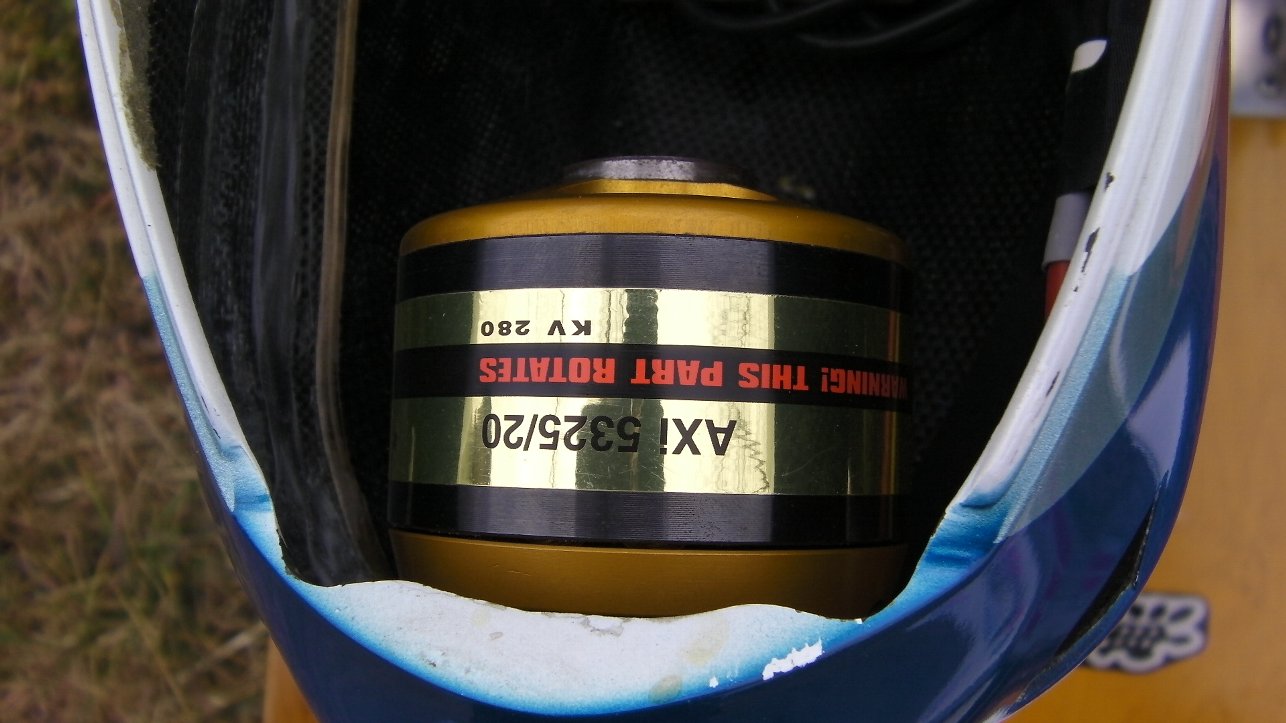 AXi 5325/20
WARNING! THIS PART ROTATES
KV 280